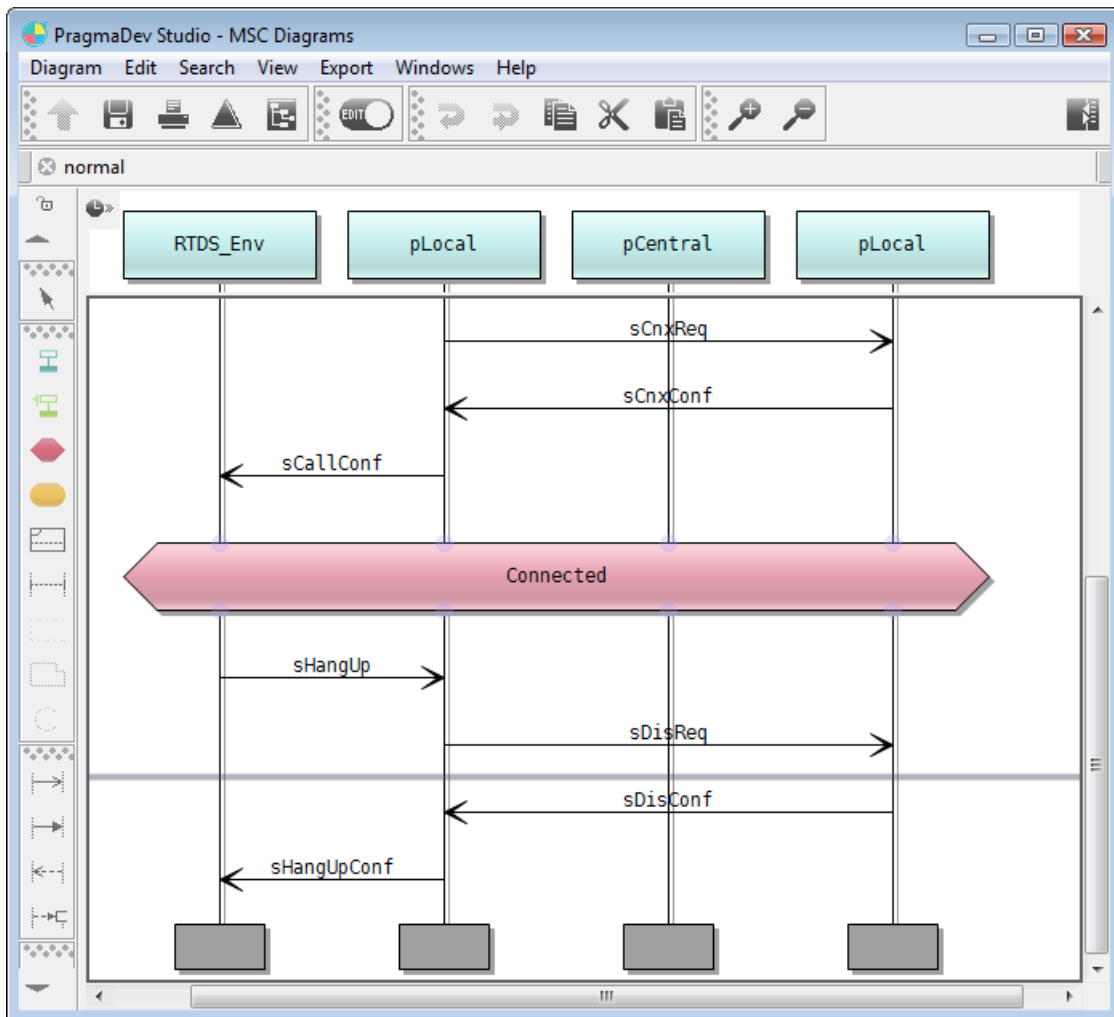 PragmaDev Studio - MSC Diagrams
Diagram Edit Search View Export Windows Help
EDIT
normal
RTDS_Env pLocal pCentral pLocal
sCnxReq
sCnxConf
sCallConf
Connected
sHangUp
sDisReq
sDisConf
sHangUpConf